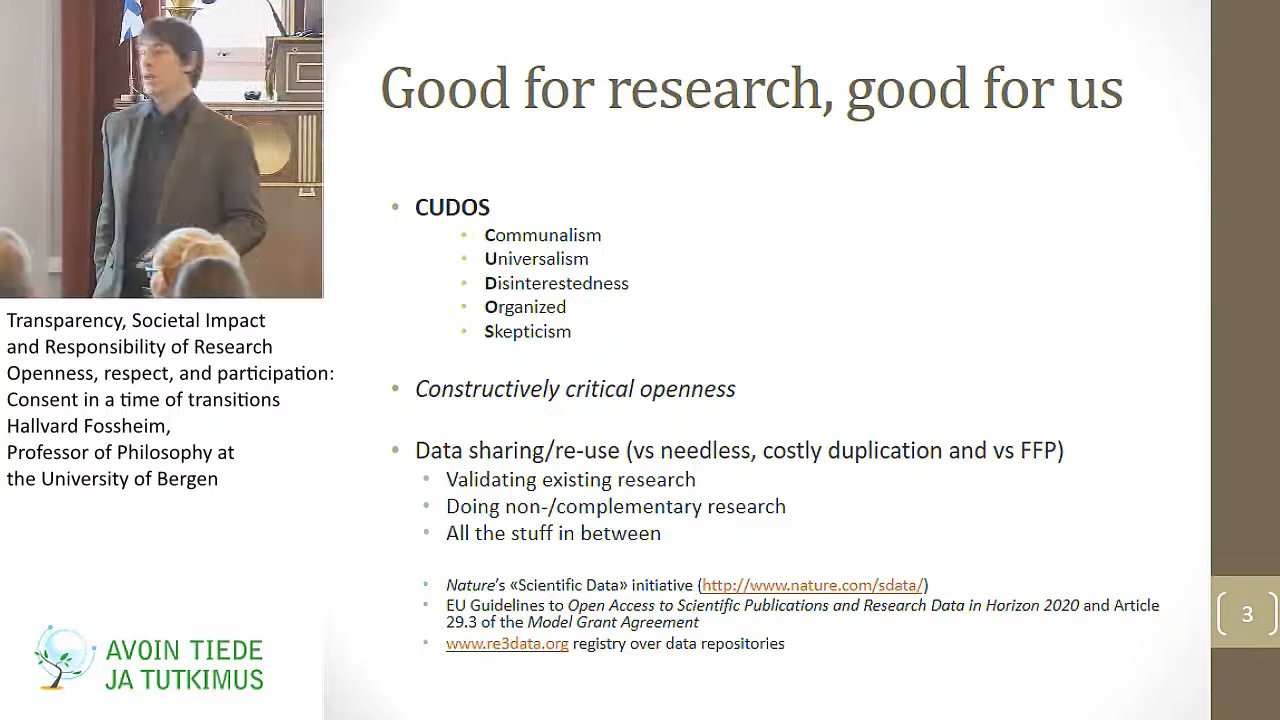 Good for research, good for us
• CUDOS
• Communalism
• Universalism
• Disinterestedness
• Organized
• Skepticism
• Constructively critical openness
• Data sharing/re-use (vs needless, costly duplication and vs FFP)
• Validating existing research
• Doing non-/complementary research
• All the stuff in between
• Nature's «Scientific Data» initiative (http://www.nature.com/sdata/)
• EU Guidelines to Open Access to Scientific Publications and Research Data in Horizon 2020 and Article
29.3 of the Model Grant Agreement
• www.re3data.org registry over data repositories
3
Transparency, Societal Impact
and Responsibility of Research
Openness, respect, and participation:
Consent in a time of transitions
Hallvard Fossheim,
Professor of Philosophy at
the University of Bergen
AVOIN TIEDE
JA TUTKIMUS